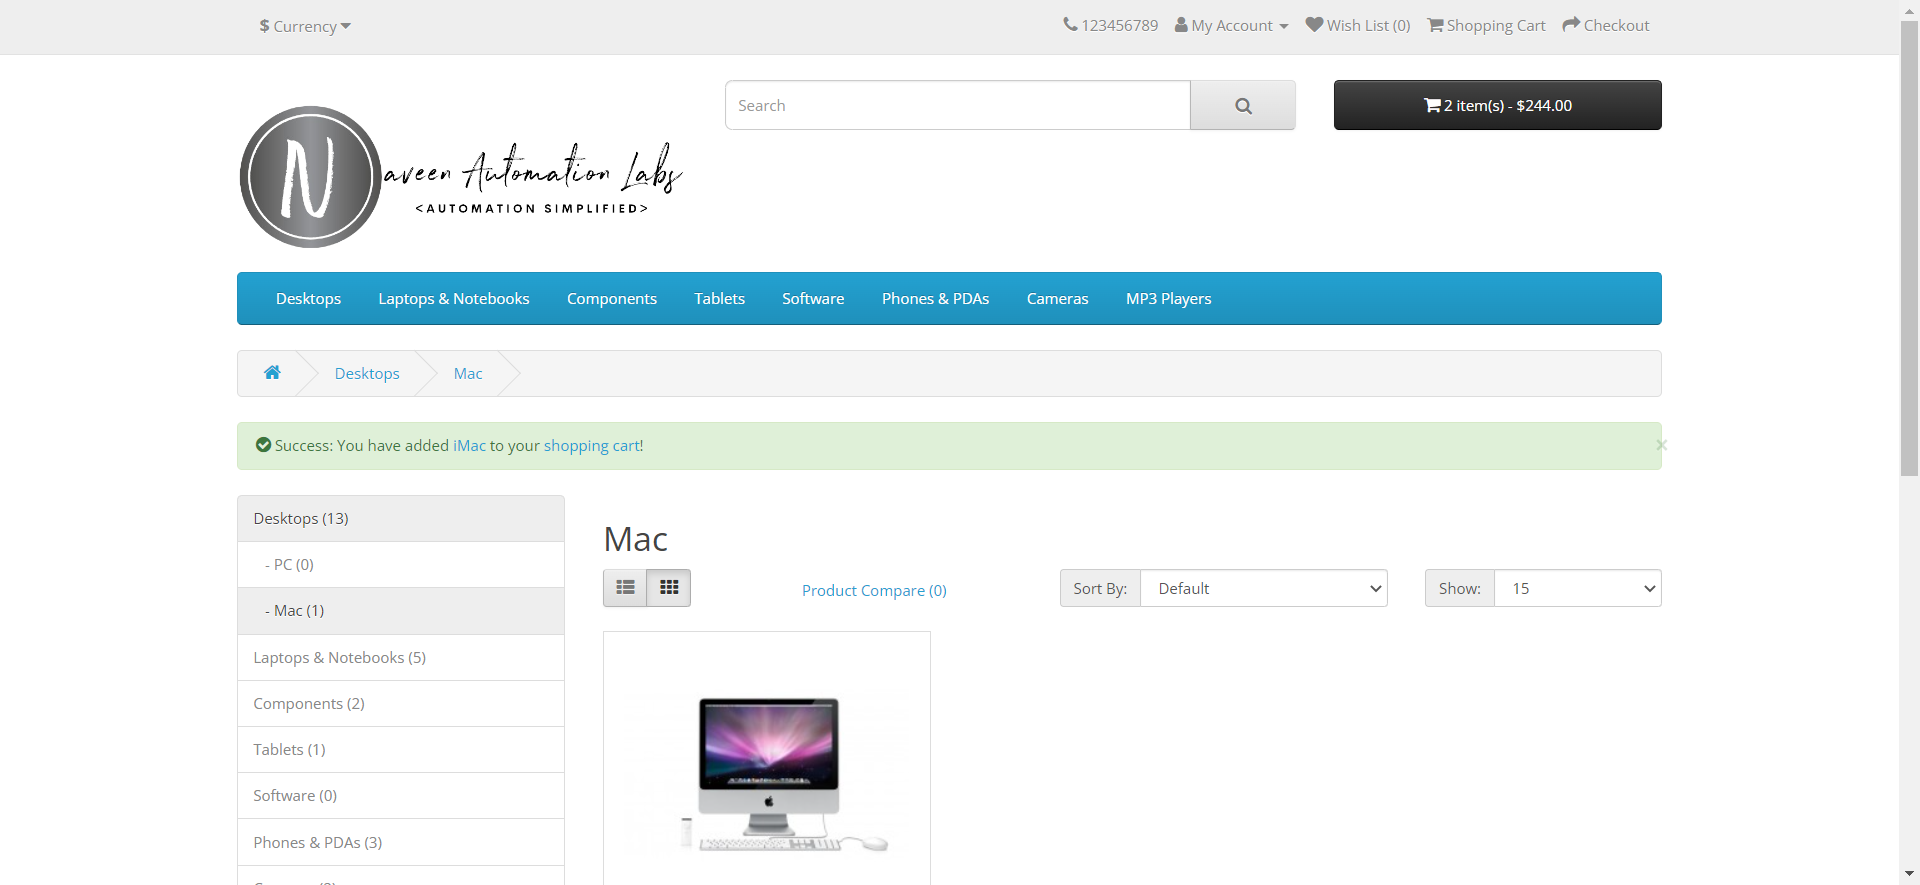 $ Currency
123456789 My Account Wish List (0) Shopping Cart Checkout
Search
2 item(s) - $244.00
N
aveen Automation Labs
<AUTOMATION SIMPLIFIED>
Desktops Laptops & Notebooks Components Tablets Software Phones & PDAs Cameras MP3 Players
Desktops Mac
Success: You have added iMac to your shopping cart!
×
Desktops (13)
- PC (0)
- Mac (1)
Laptops & Notebooks (5)
Components (2)
Tablets (1)
Software (0)
Phones & PDAs (3)
Mac
Product Compare (0)
Sort By: Default
Show: 15